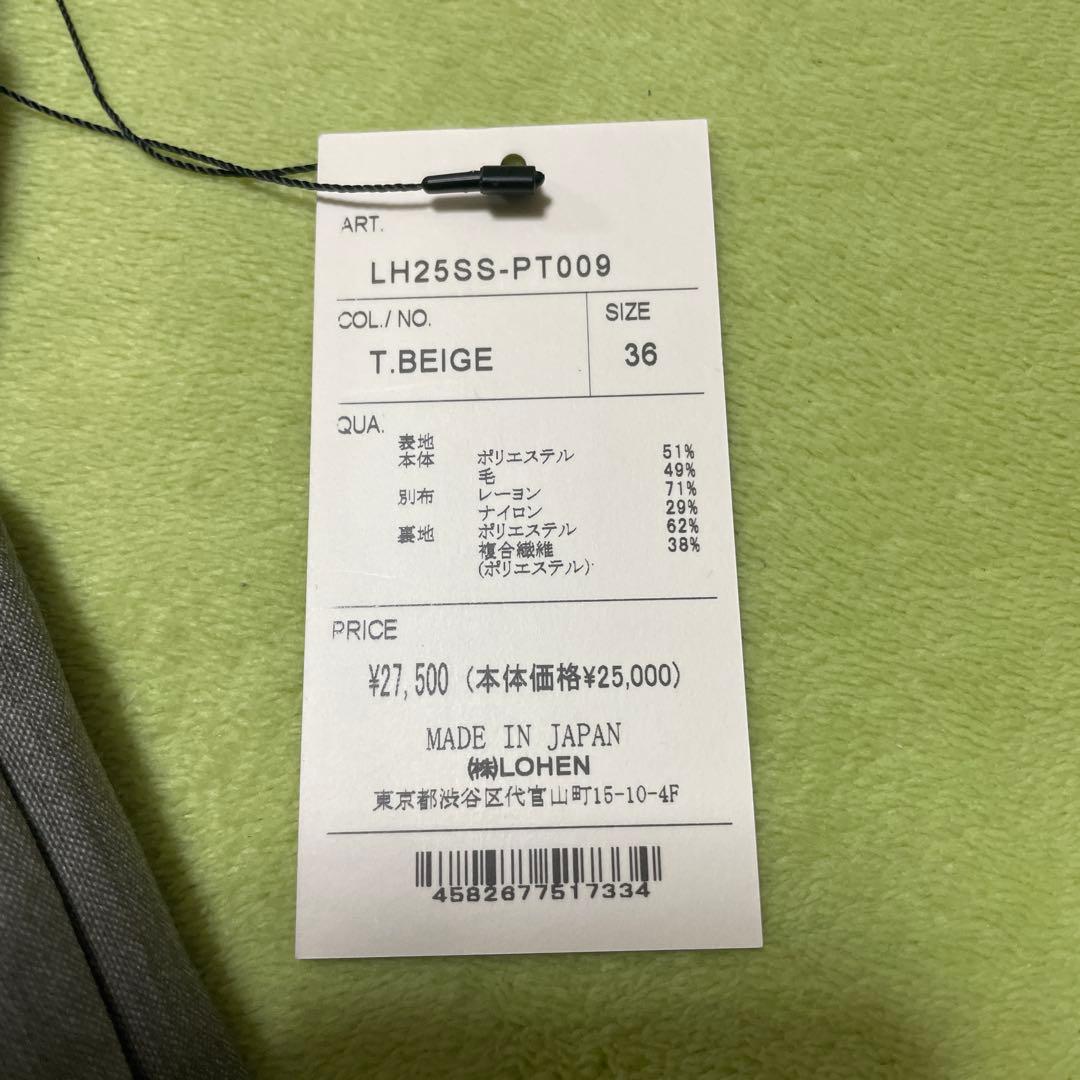 ART.
LH25SS-PT009
COL./NO.
T.BEIGE
SIZE
36
QUA.
表地
本体 ポリエステル 51%
毛 49%
別布 レーヨン 71%
ナイロン 29%
裏地 ポリエステル 62%
複合繊維 38%
(ポリエステル)
PRICE
¥27,500 (本体価格¥25,000)
MADE IN JAPAN
㈱LOHEN
東京都渋谷区代官山町15-10-4F
4582677517334